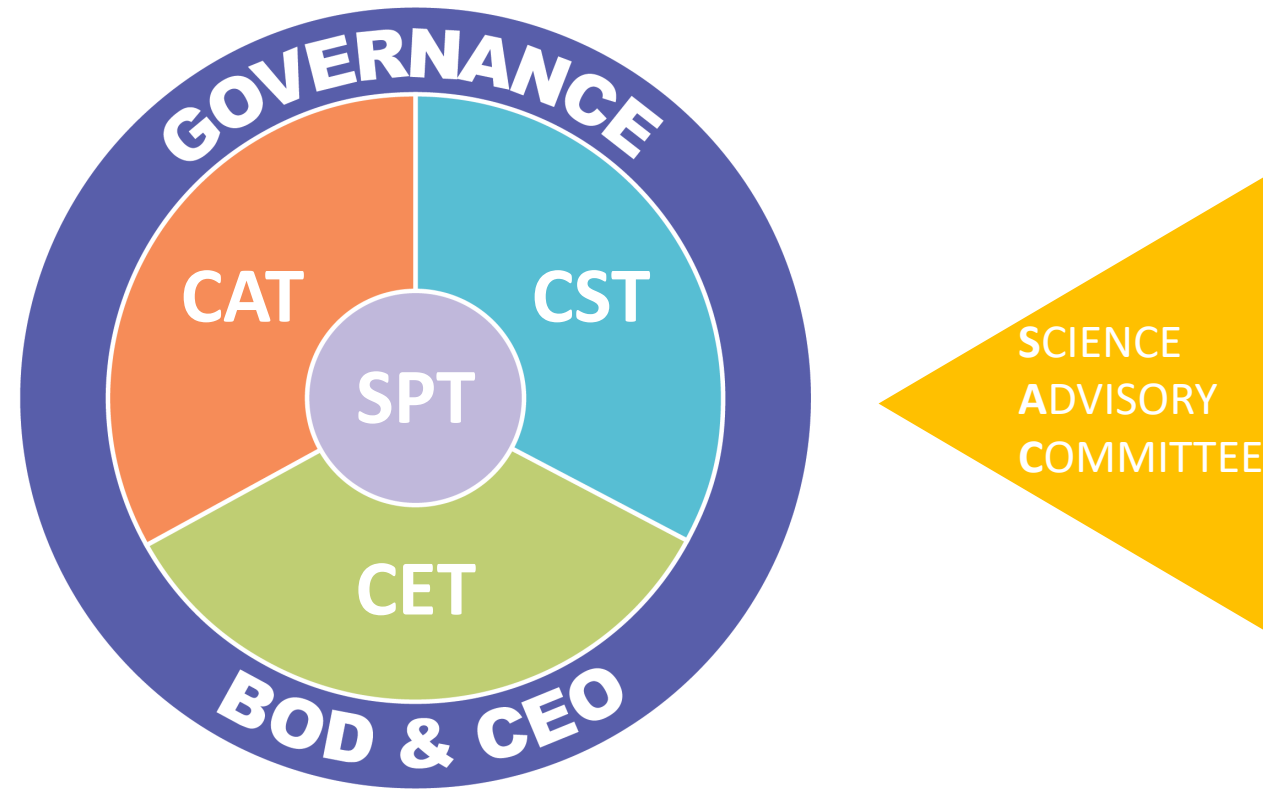 GOVERNANCE
CAT
CST
SPT
CET
BOD & CEO
SCIENCE
ADVISORY
COMMITTEE